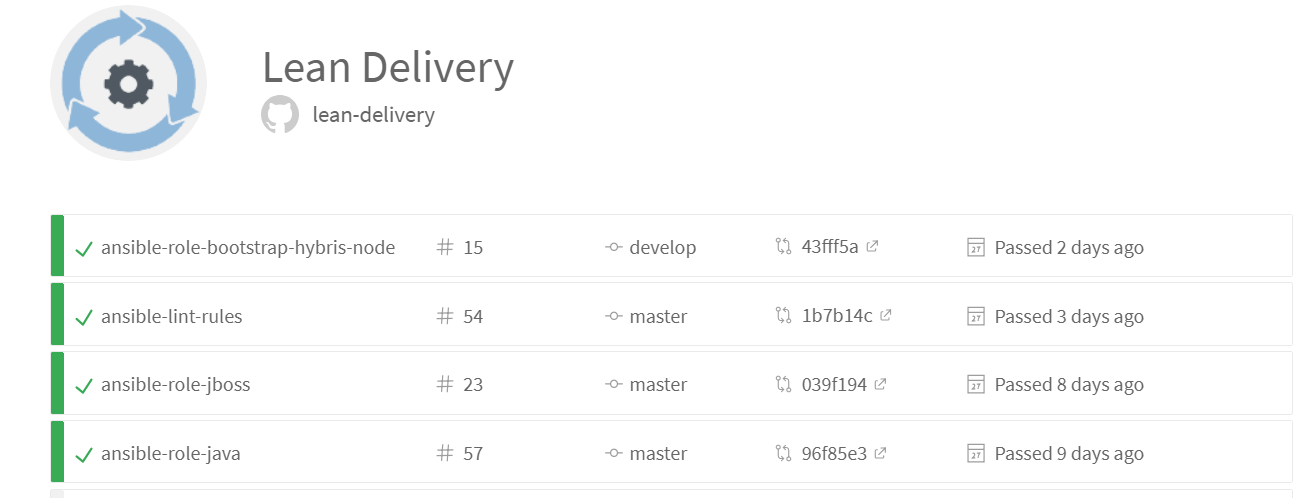 Lean Delivery
lean-delivery
ansible-role-bootstrap-hybris-node # 15 develop 43fff5a Passed 2 days ago
ansible-lint-rules # 54 master 1b7b14c Passed 3 days ago
ansible-role-jboss # 23 master 039f194 Passed 8 days ago
ansible-role-java # 57 master 96f85e3 Passed 9 days ago